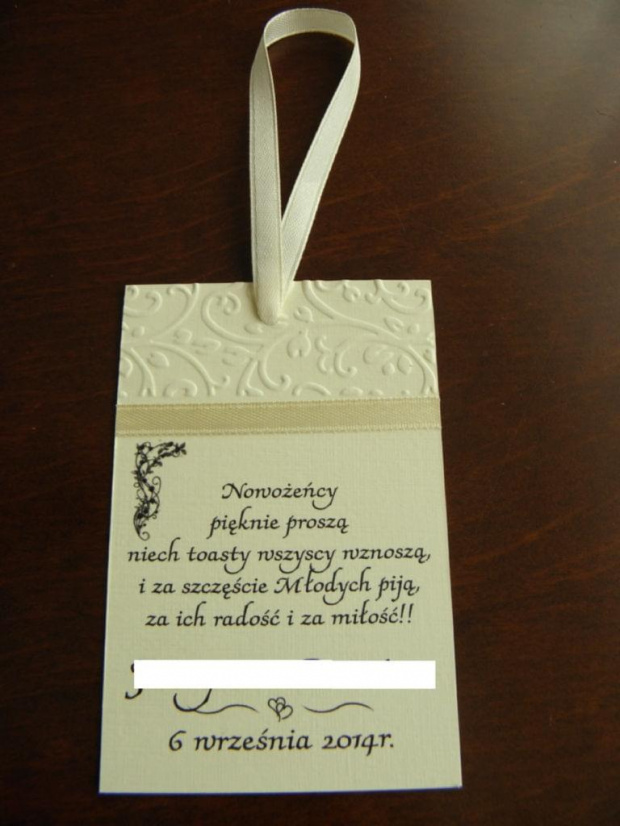 Nowożeńcy
pięknie proszą
niech toasty wszyscy wznoszą,
i za szczęście Młodych piją,
za ich radość i za miłość!!
6 września 2014r.